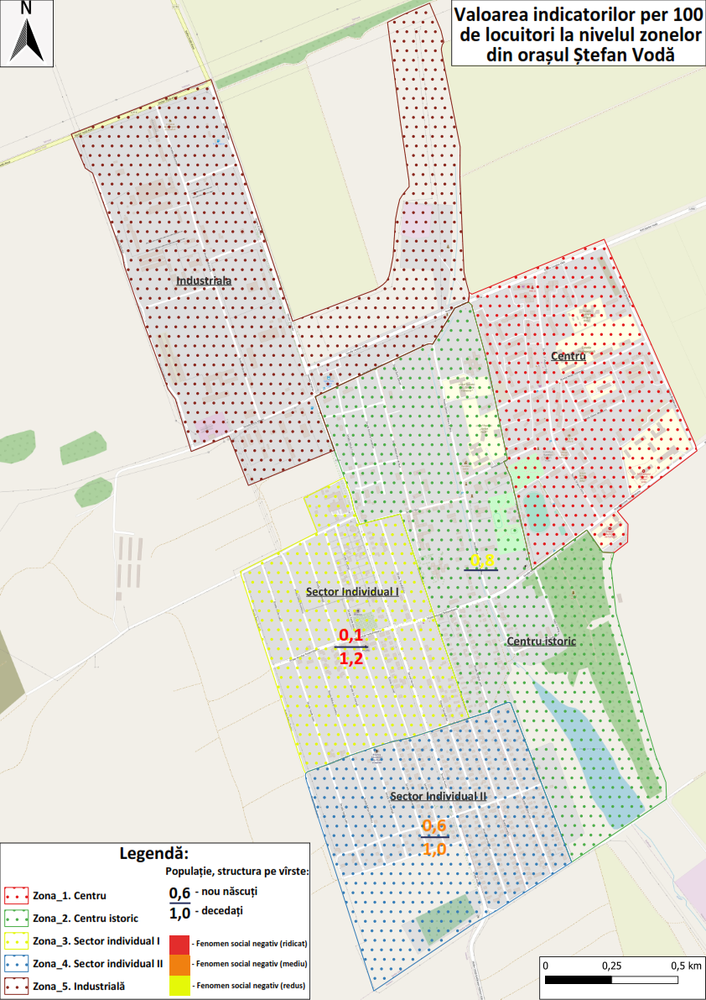 N
Valoarea indicatorilor per 100
de locuitori la nivelul zonelor
din orașul Ștefan Vodă
Industriala
Centru
0,8
Sector Individual I
0,1
1,2
Centru istoric
Sector Individual II
0,6
1,0
Legendă:
Populație, structura pe vîrste:
0,6 - nou născuți
1,0 - decedați
Zona_1. Centru
Zona_2. Centru istoric
Zona_3. Sector individual I
Zona_4. Sector individual II
Zona_5. Industrială
- Fenomen social negativ (ridicat)
- Fenomen social negativ (mediu)
- Fenomen social negativ (redus)
0 0,25 0,5 km